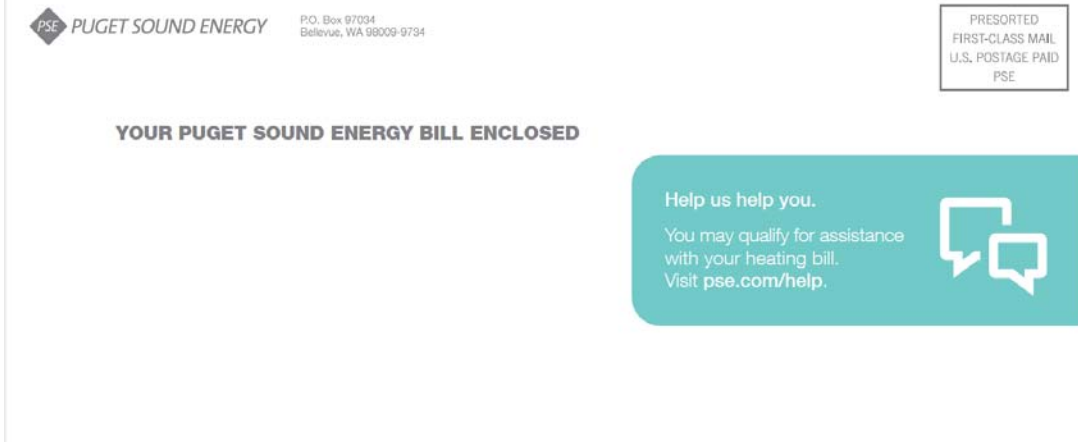 PSE PUGET SOUND ENERGY
P.O. Box 97034
Bellevue, WA 98009-9734
PRESORTED
FIRST-CLASS MAIL
U.S. POSTAGE PAID
PSE
YOUR PUGET SOUND ENERGY BILL ENCLOSED
Help us help you.
You may qualify for assistance
with your heating bill.
Visit pse.com/help.